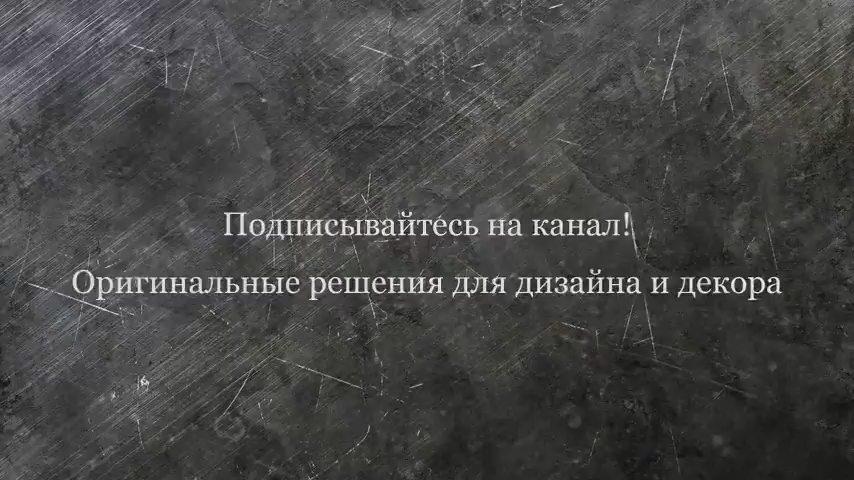 Подписывайтесь на канал!
Оригинальные решения для дизайна и декора